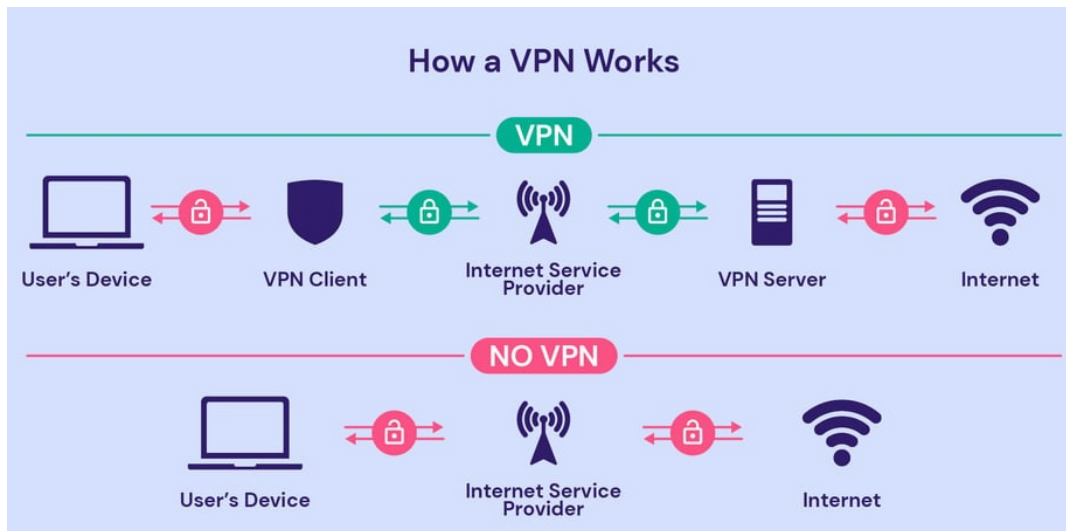 How a VPN Works
VPN
User's Device
VPN Client
Internet Service
Provider
VPN Server
Internet
NO VPN
User's Device
Internet Service
Provider
Internet